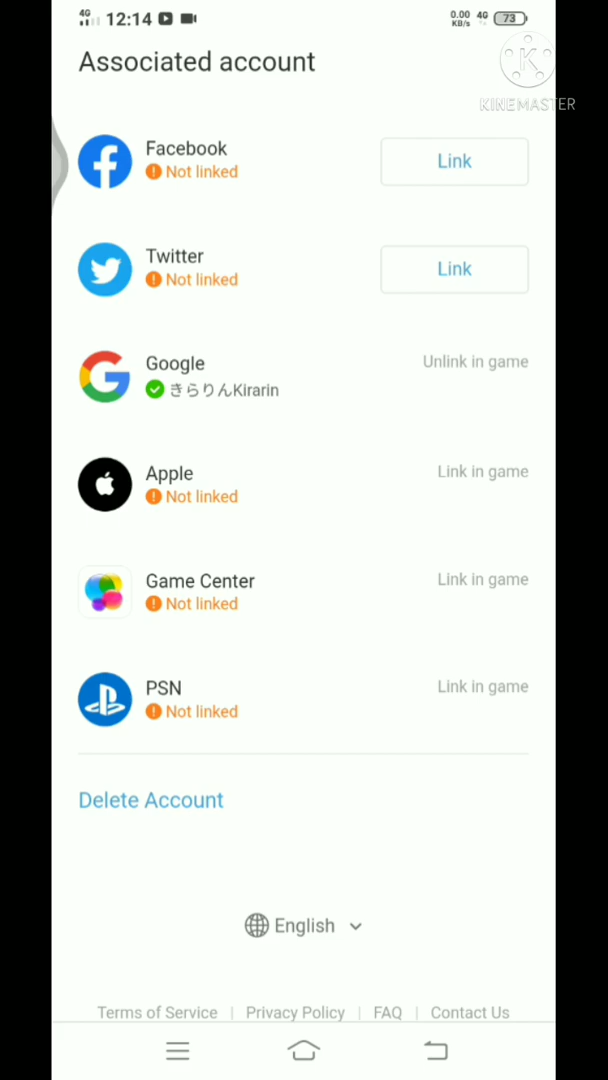 4G 12:14 0.00 KB/s 4G 73
Associated account
K
KINEMASTER
Facebook
! Not linked
Link
Twitter
! Not linked
Link
Google
きらりんKirarin
Unlink in game
Apple
! Not linked
Link in game
Game Center
! Not linked
Link in game
PSN
! Not linked
Link in game
Delete Account
English
Terms of Service | Privacy Policy | FAQ | Contact Us